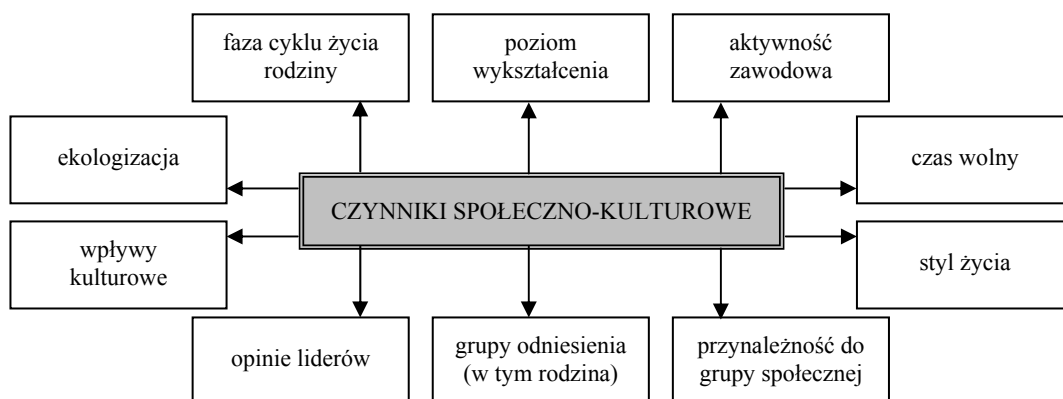 faza cyklu życia
rodziny
poziom
wykształcenia
aktywność
zawodowa
ekologizacja
czas wolny
CZYNNIKI SPOŁECZNO-KULTUROWE
wpływy
kulturowe
styl życia
opinie liderów
grupy odniesienia
(w tym rodzina)
przynależność do
grupy społecznej